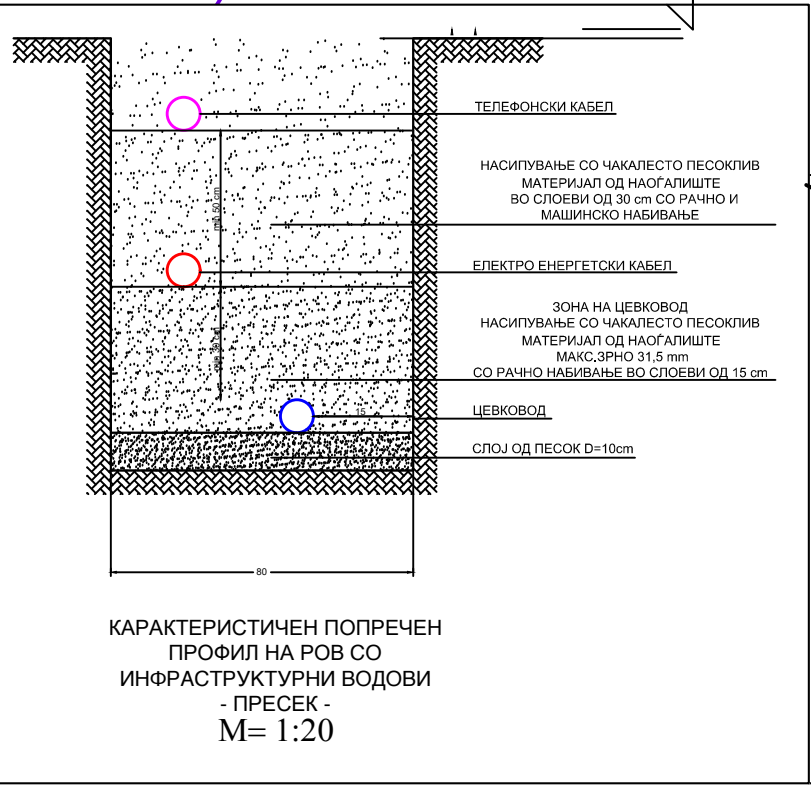 ТЕЛЕФОНСКИ КАБЕЛ
НАСИПУВАЊЕ СО ЧАКАЛЕСТО ПЕСОКЛИВ
МАТЕРИЈАЛ ОД НАОЃАЛИШТЕ
ВО СЛОЕВИ ОД 30 cm СО РАЧНО И
МАШИНСКО НАБИВАЊЕ
min 50 cm
ЕЛЕКТРО ЕНЕРГЕТСКИ КАБЕЛ
ЗОНА НА ЦЕВКОВОД
НАСИПУВАЊЕ СО ЧАКАЛЕСТО ПЕСОКЛИВ
МАТЕРИЈАЛ ОД НАОЃАЛИШТЕ
МАКС.ЗРНО 31,5 mm
СО РАЧНО НАБИВАЊЕ ВО СЛОЕВИ ОД 15 cm
15
ЦЕВКОВОД
СЛОЈ ОД ПЕСОК D=10cm
80
КАРАКТЕРИСТИЧЕН ПОПРЕЧЕН
ПРОФИЛ НА РОВ СО
ИНФРАСТРУКТУРНИ ВОДОВИ
- ПРЕСЕК -
М= 1:20